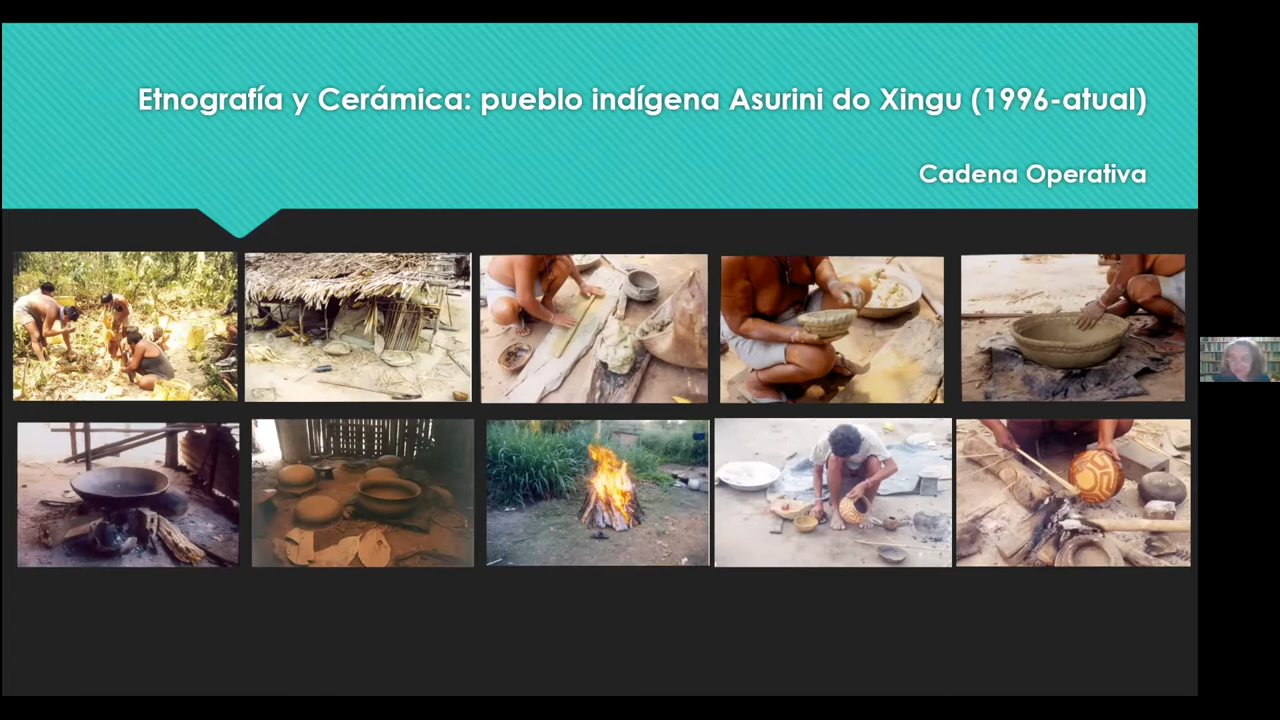 Etnografía y Cerámica: pueblo indígena Asurini do Xingu (1996-atual)
Cadena Operativa